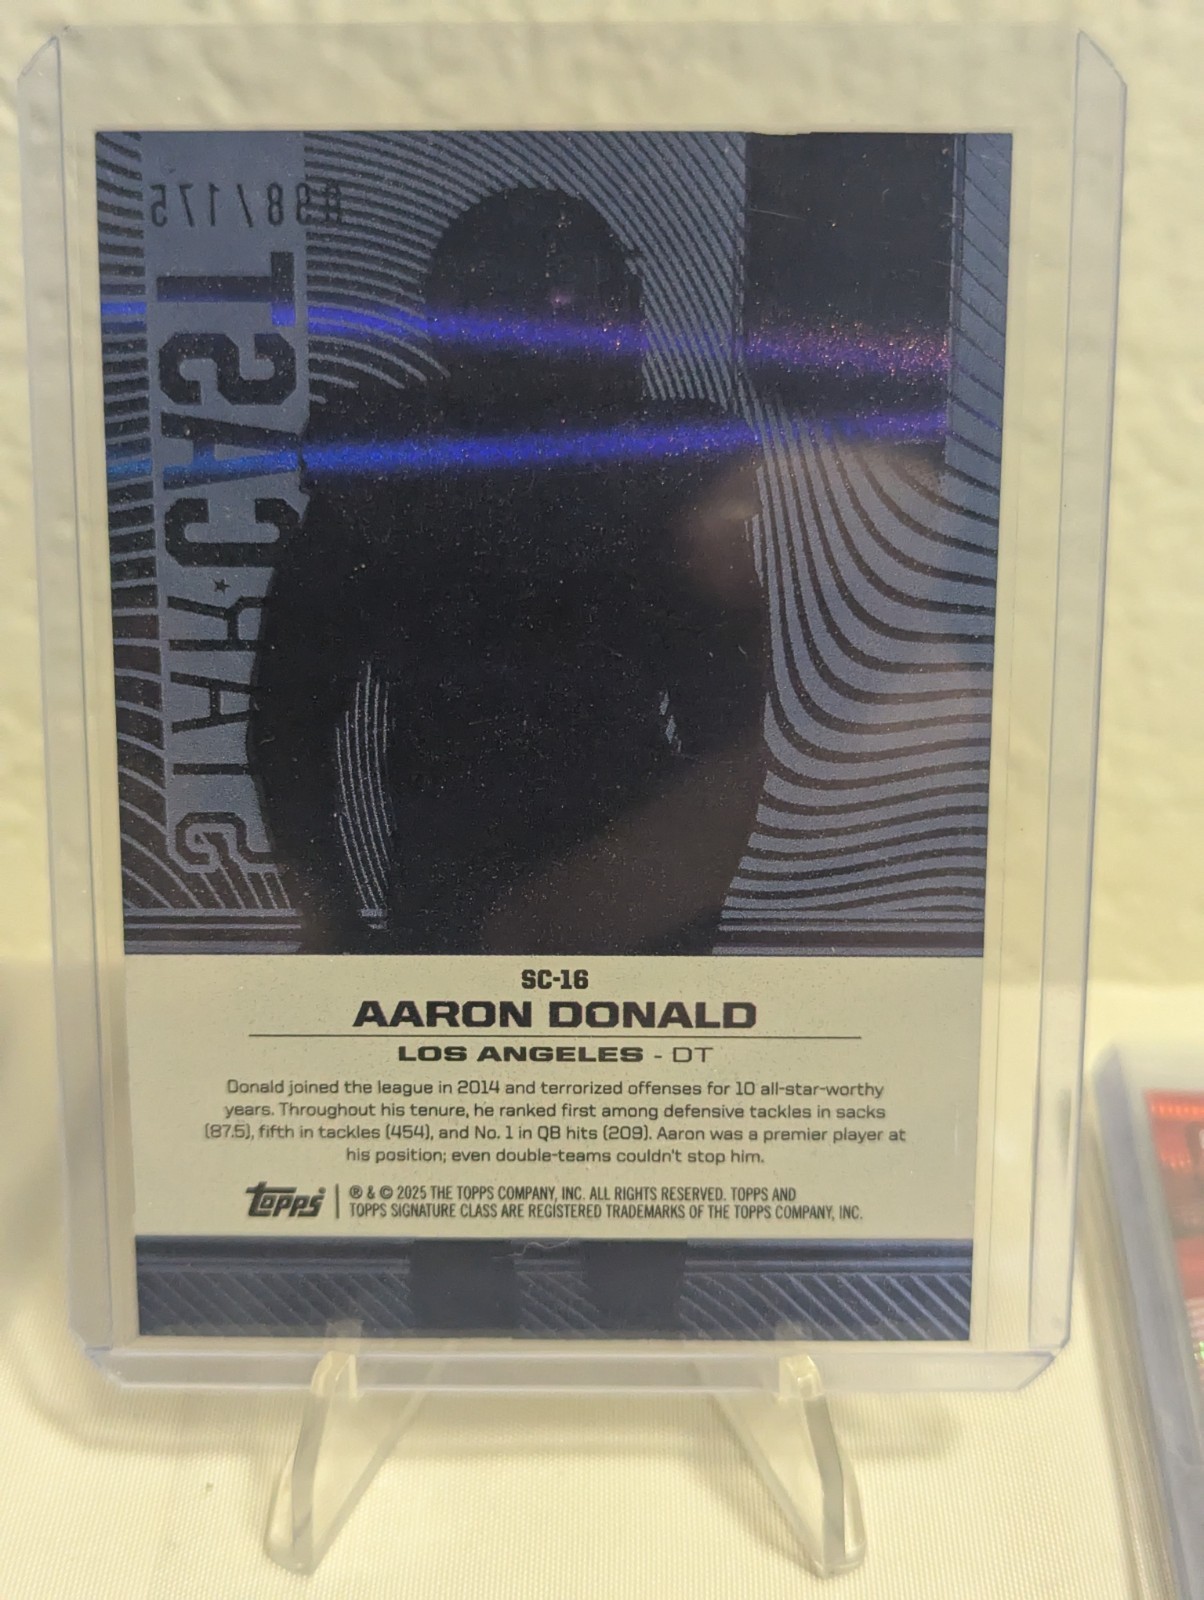 STAR★CAST
SC-16
AARON DONALD
LOS ANGELES - DT
Donald joined the league in 2014 and terrorized offenses for 10 all-star-worthy
years. Throughout his tenure, he ranked first among defensive tackles in sacks
(87.5), fifth in tackles (454), and No. 1 in QB hits (209). Aaron was a premier player at
his position; even double-teams couldn't stop him.
Topps
® & © 2025 THE TOPPS COMPANY, INC. ALL RIGHTS RESERVED. TOPPS AND
TOPPS SIGNATURE CLASS ARE REGISTERED TRADEMARKS OF THE TOPPS COMPANY, INC.